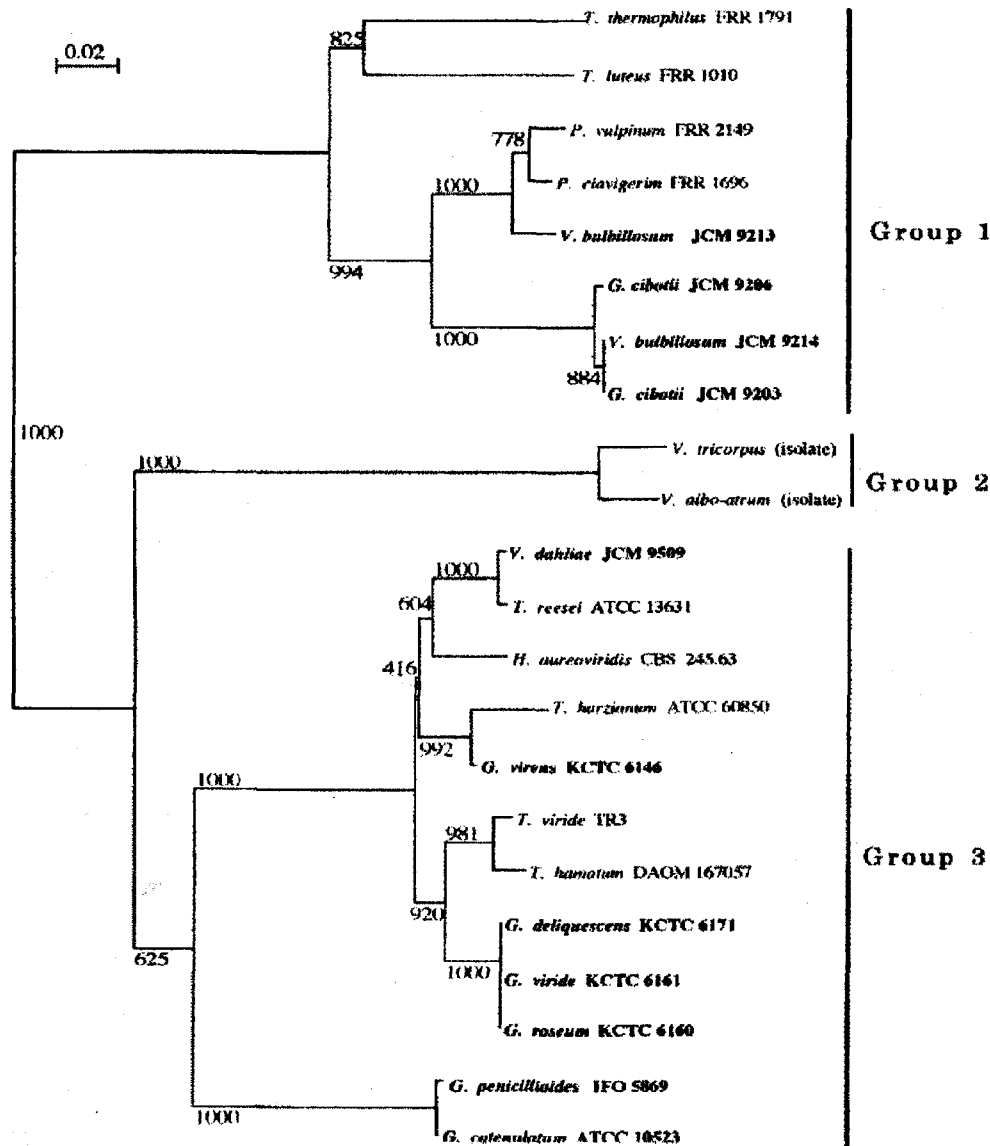 0.02
825
T. thermophilus FRR 1791
T. luteus FRR 1010
778
P. vulpinum FRR 2149
1000
P. clavigerim FRR 1696
V. bulbillosum JCM 9213
Group 1
994
G. cibotii JCM 9206
1000
V. bulbillosum JCM 9214
884
G. cibotii JCM 9203
1000
1000
V. tricorpus (isolate)
Group 2
V. albo-atrum (isolate)
V. dahliae JCM 9509
1000
604
T. reesei ATCC 13631
416
H. aureoviridis CBS 245.63
T. harzianum ATCC 60850
992
G. virens KCTC 6146
1000
T. viride TR3
981
Group 3
T. hamatum DAOM 167057
920
G. deliquescens KCTC 6171
625
1000
G. viride KCTC 6161
G. roseum KCTC 6160
G. penicillioides IFO 5869
1000
G. catenulatum ATCC 10523